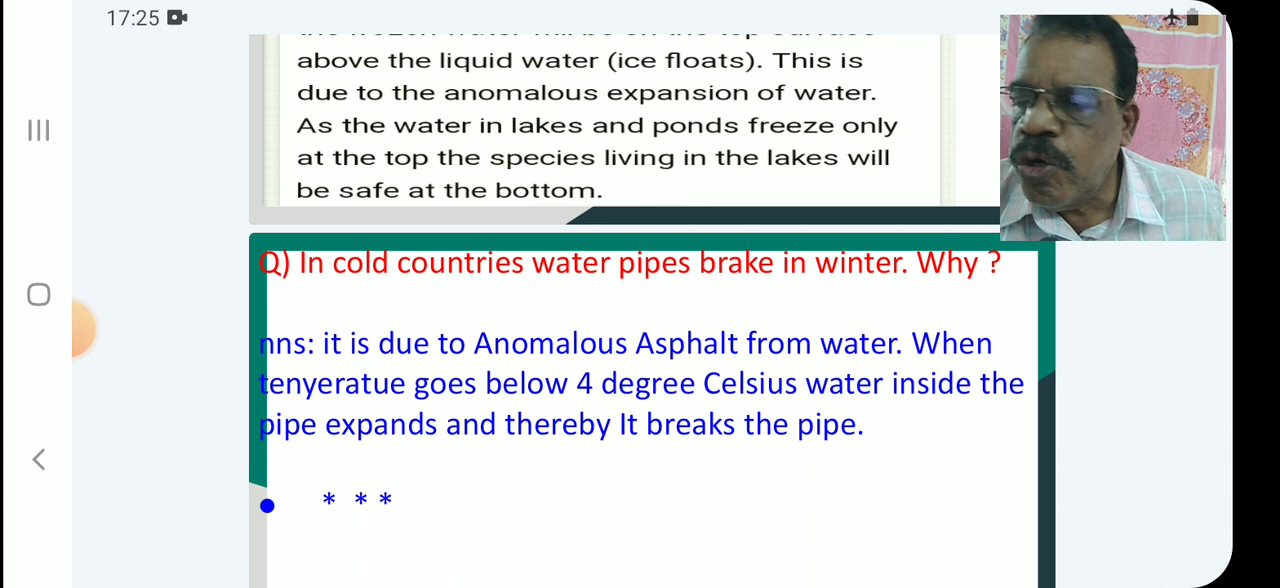 17:25
above the liquid water (ice floats). This is
due to the anomalous expansion of water.
As the water in lakes and ponds freeze only
at the top the species living in the lakes will
be safe at the bottom.
Q) In cold countries water pipes brake in winter. Why ?
nns: it is due to Anomalous Asphalt from water. When
tenyeratue goes below 4 degree Celsius water inside the
pipe expands and thereby It breaks the pipe.
• * * *